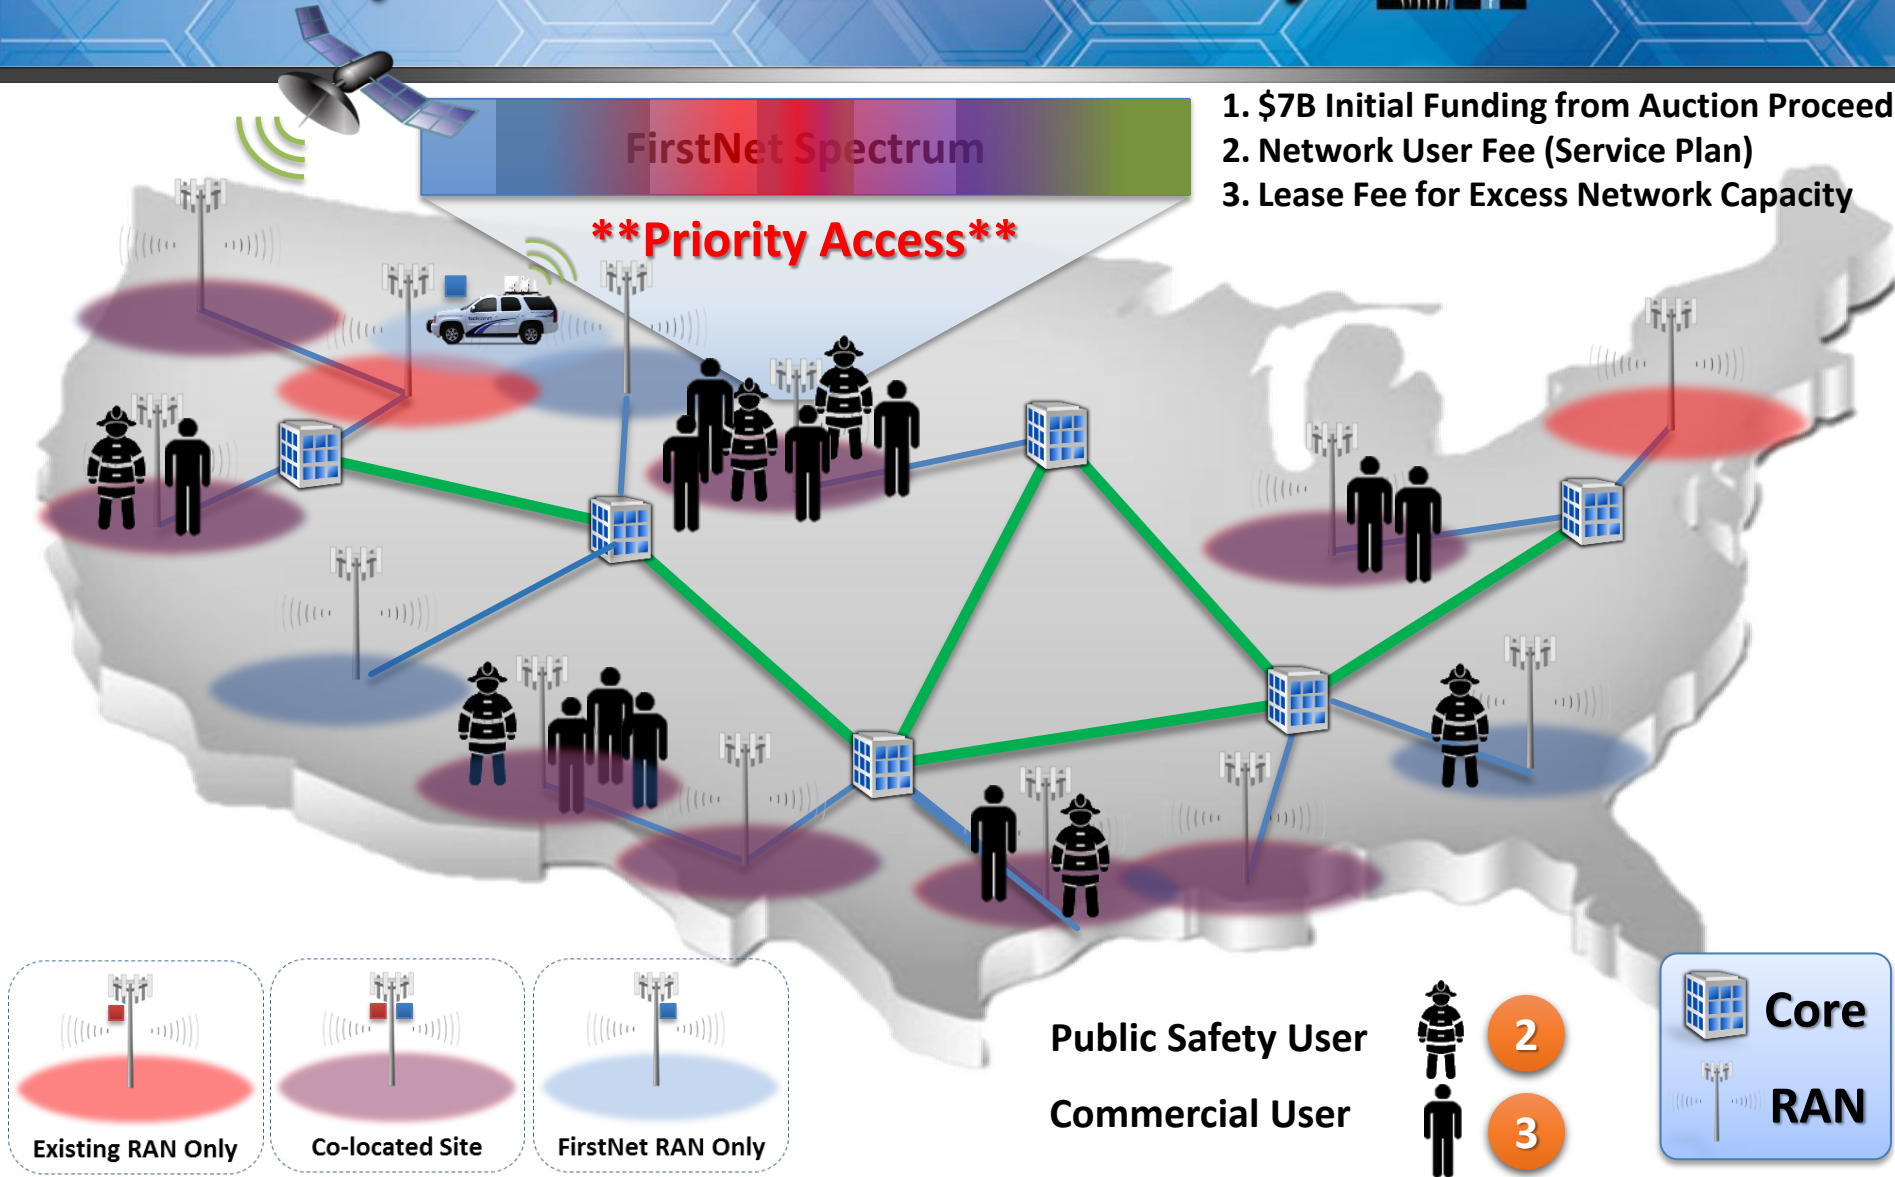 FirstNet Spectrum
**Priority Access**
1. $7B Initial Funding from Auction Proceed
2. Network User Fee (Service Plan)
3. Lease Fee for Excess Network Capacity
Existing RAN Only
Co-located Site
FirstNet RAN Only
Public Safety User
2
Commercial User
3
Core
RAN